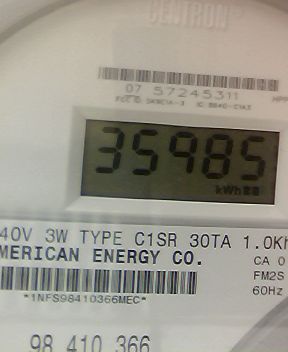 CENTRON
07 57245311
35985
kWh
40V 3W TYPE C1SR 30TA 1.0Kh
MERICAN ENERGY CO.
CA 0
FM2S
60Hz
*1NFS98410366MEC*
98 410 366